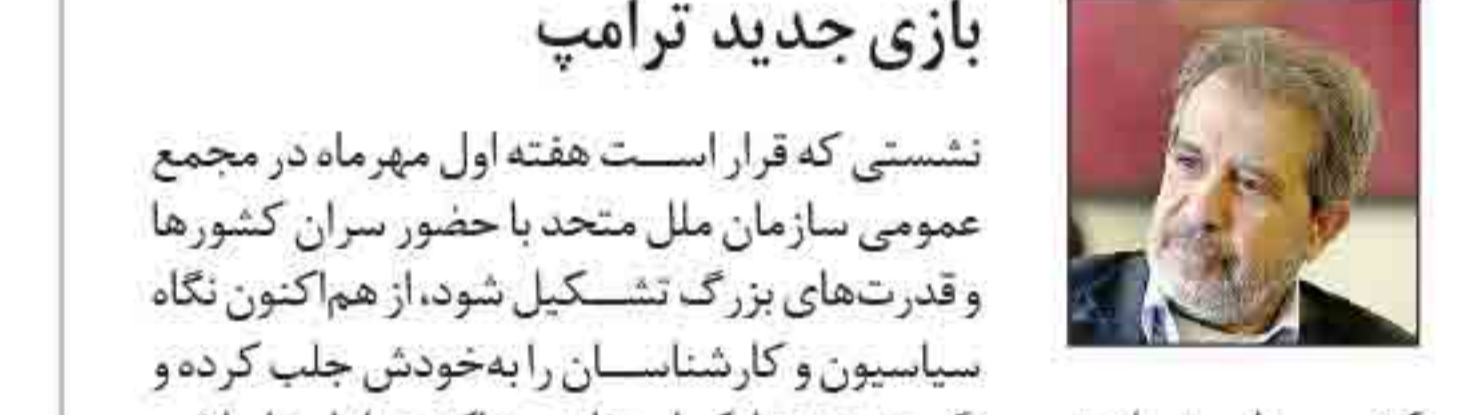 بازی جدید ترامپ
نشستی که قرار است هفته اول مهرماه در مجمع
عمومی سازمان ملل متحد با حضور سران کشورها
و قدرت‌های بزرگ تشکیل شود، از هم‌اکنون نگاه
سیاسیون و کارشناسان را به‌خودش جلب کرده و